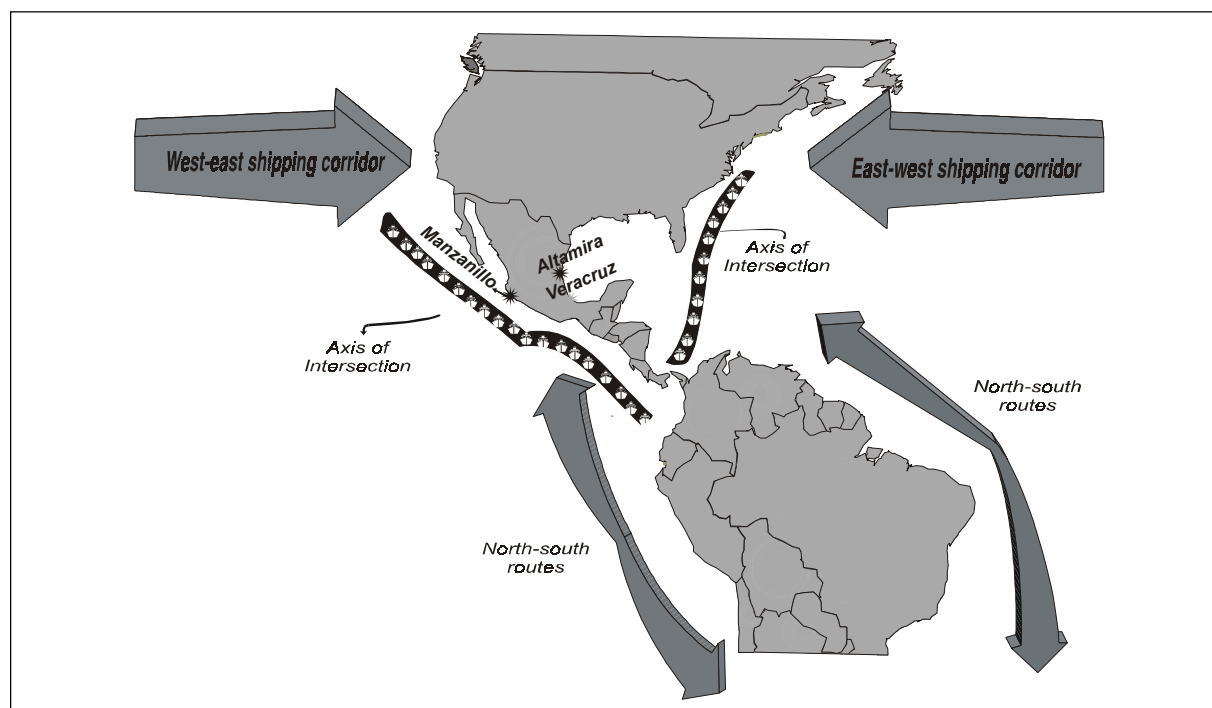 West-east shipping corridor
East-west shipping corridor
Manzanillo
Altamira
Veracruz
Axis of
Intersection
Axis of
Intersection
North-south
routes
North-south
routes